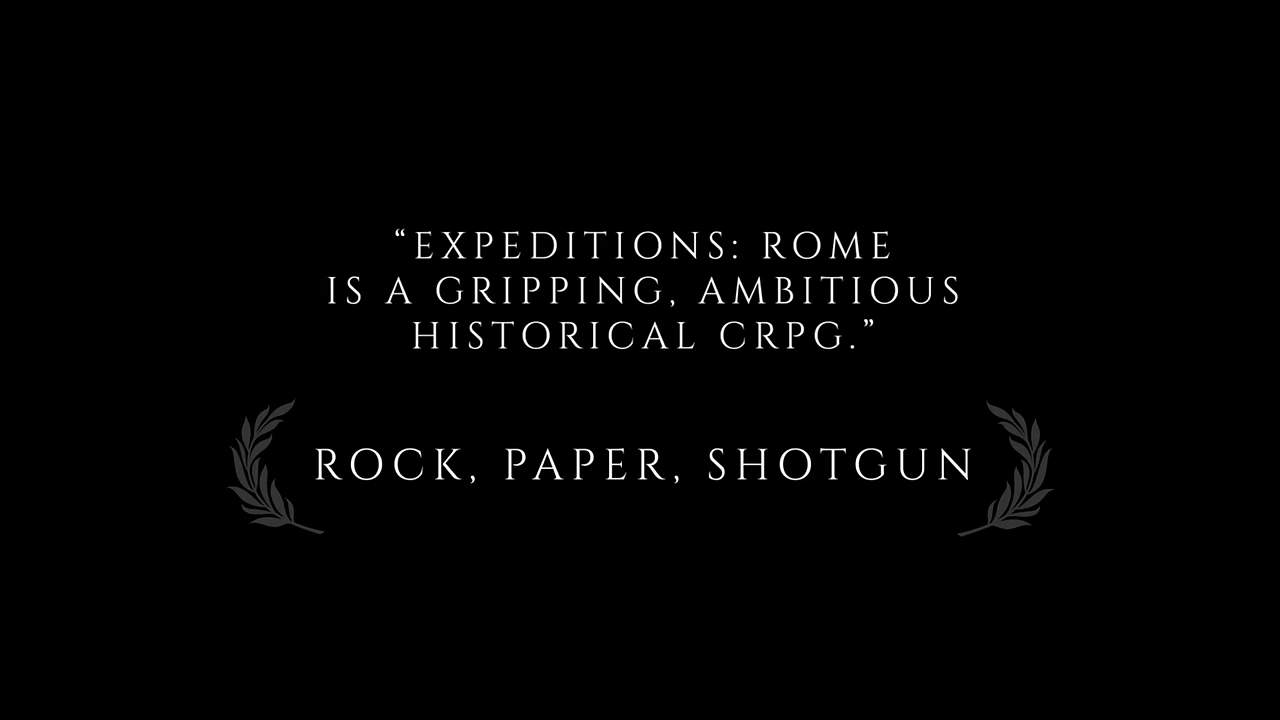 “EXPEDITIONS: ROME
IS A GRIPPING, AMBITIOUS
HISTORICAL CRPG.”
ROCK, PAPER, SHOTGUN